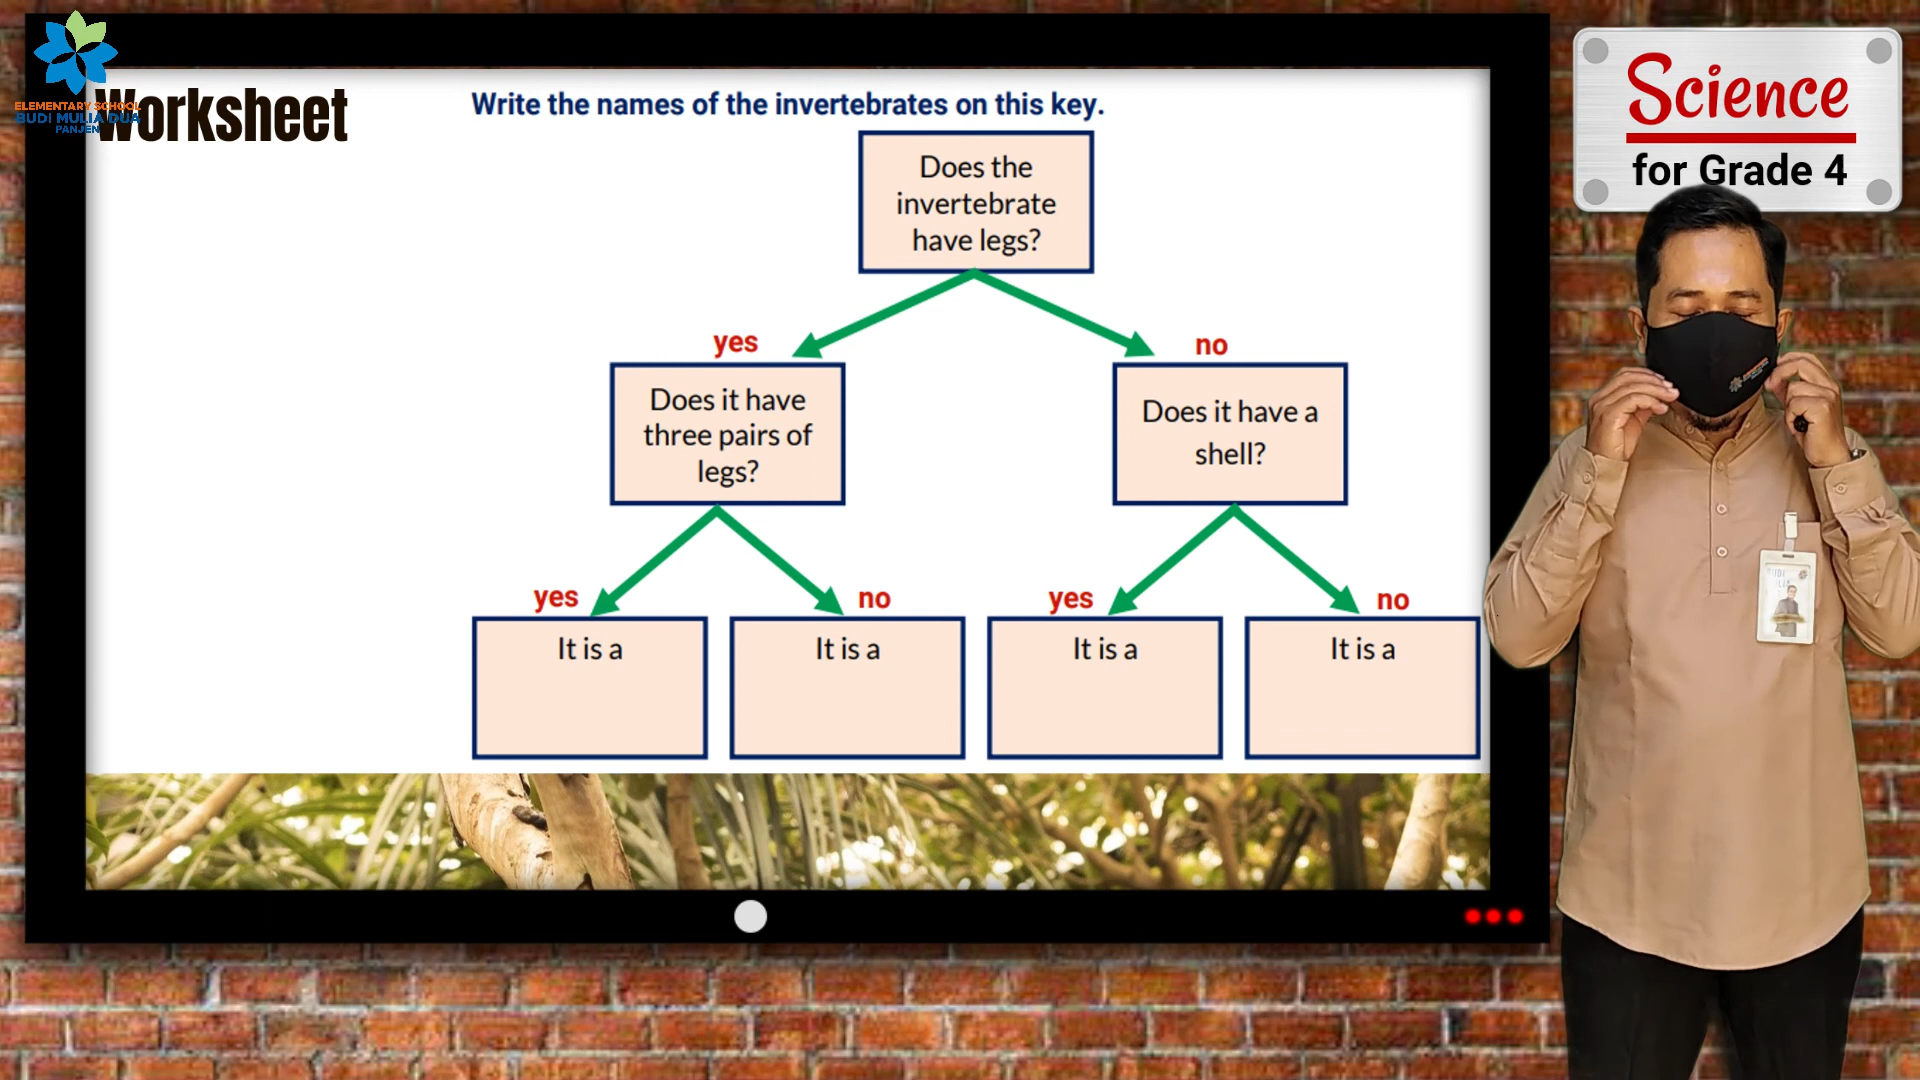 ELEMENTARY SCHOOL
BUDI MULIA DUA
PANJEN
Worksheet
Write the names of the invertebrates on this key.
Science
for Grade 4
Does the
invertebrate
have legs?
yes
no
Does it have
three pairs of
legs?
Does it have a
shell?
yes
no
yes
no
It is a
It is a
It is a
It is a